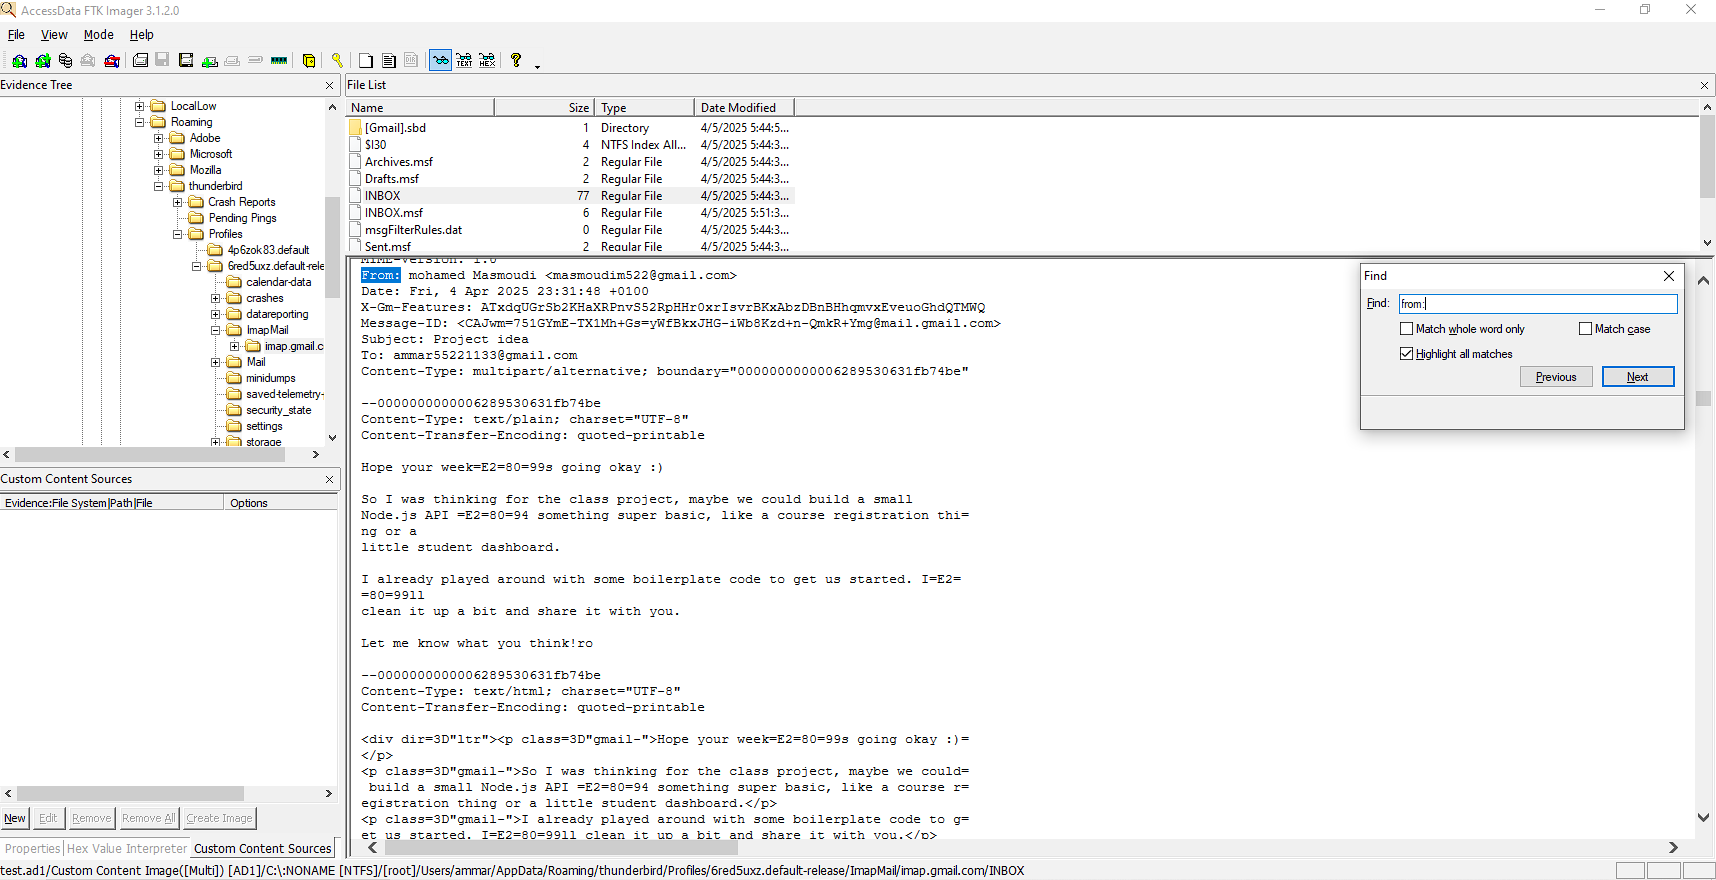 AccessData FTK Imager 3.1.2.0
File View Mode Help
Evidence Tree
LocalLow
Roaming
Adobe
Microsoft
Mozilla
thunderbird
Crash Reports
Pending Pings
Profiles
4p6zok83.default
6red5uxz.default-rele
calendar-data
crashes
datareporting
ImapMail
imap.gmail.c
Mail
minidumps
saved-telemetry-
security_state
settings
storage
Custom Content Sources
Evidence:File System|Path|File Options
New Edit Remove Remove All Create Image
Properties Hex Value Interpreter Custom Content Sources
File List
Name Size Type Date Modified
[Gmail].sbd 1 Directory 4/5/2025 5:44:5...
$I30 4 NTFS Index All... 4/5/2025 5:44:3...
Archives.msf 2 Regular File 4/5/2025 5:44:3...
Drafts.msf 2 Regular File 4/5/2025 5:44:3...
INBOX 77 Regular File 4/5/2025 5:44:3...
INBOX.msf 6 Regular File 4/5/2025 5:51:3...
msgFilterRules.dat 0 Regular File 4/5/2025 5:44:3...
Sent.msf 2 Regular File 4/5/2025 5:44:3...
MIME-Version: 1.0
From: mohamed Masmoudi <masmoudim522@gmail.com>
Date: Fri, 4 Apr 2025 23:31:48 +0100
X-Gm-Features: ATxdqUGrSb2KHaXRPnvS52RpHHr0xrIsvrBKxAbzDBnBHhqmvxEveuoGhdQTMWQ
Message-ID: <CAJwm=751GYmE-TX1Mh+Gs=yWfBkxJHG-iWb8Kzd+n-QmkR+Ymg@mail.gmail.com>
Subject: Project idea
To: ammar55221133@gmail.com
Content-Type: multipart/alternative; boundary="0000000000006289530631fb74be"
--0000000000006289530631fb74be
Content-Type: text/plain; charset="UTF-8"
Content-Transfer-Encoding: quoted-printable
Hope your week=E2=80=99s going okay :)
So I was thinking for the class project, maybe we could build a small
Node.js API =E2=80=94 something super basic, like a course registration thi=
ng or a
little student dashboard.
I already played around with some boilerplate code to get us started. I=E2=
=80=99ll
clean it up a bit and share it with you.
Let me know what you think!ro
--0000000000006289530631fb74be
Content-Type: text/html; charset="UTF-8"
Content-Transfer-Encoding: quoted-printable
<div dir=3D"ltr"><p class=3D"gmail-">Hope your week=E2=80=99s going okay :)=
</p>
<p class=3D"gmail-">So I was thinking for the class project, maybe we could=
 build a small Node.js API =E2=80=94 something super basic, like a course r=
egistration thing or a little student dashboard.</p>
<p class=3D"gmail-">I already played around with some boilerplate code to g=
et us started. I=E2=80=99ll clean it up a bit and share it with you.</p>
Find
Find: from:
Match whole word only Match case
Highlight all matches
Previous Next
test.ad1/Custom Content Image([Multi]) [AD1]/C:\:NONAME [NTFS]/[root]/Users/ammar/AppData/Roaming/thunderbird/Profiles/6red5uxz.default-release/ImapMail/imap.gmail.com/INBOX